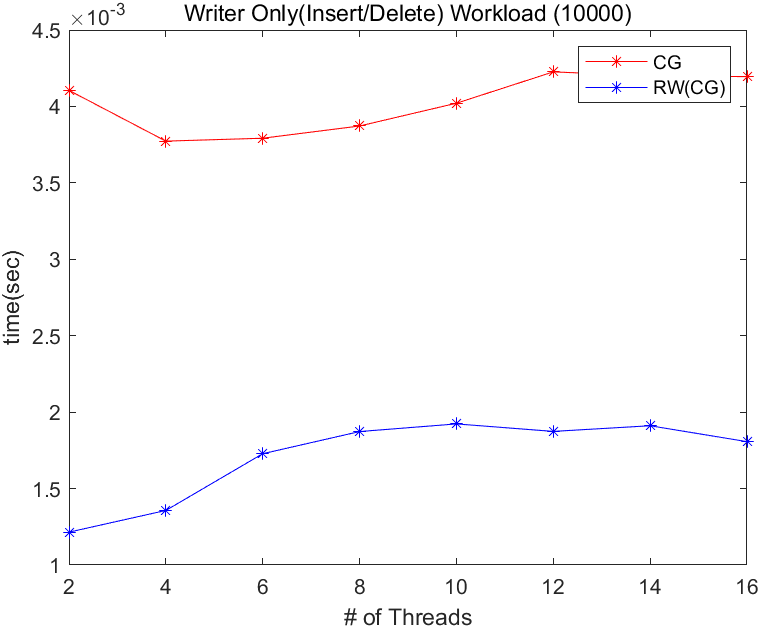 ×10-3
Writer Only(Insert/Delete) Workload (10000)
4.5
4
3.5
3
2.5
2
1.5
1
time(sec)
CG
RW(CG)
2 4 6 8 10 12 14 16
# of Threads